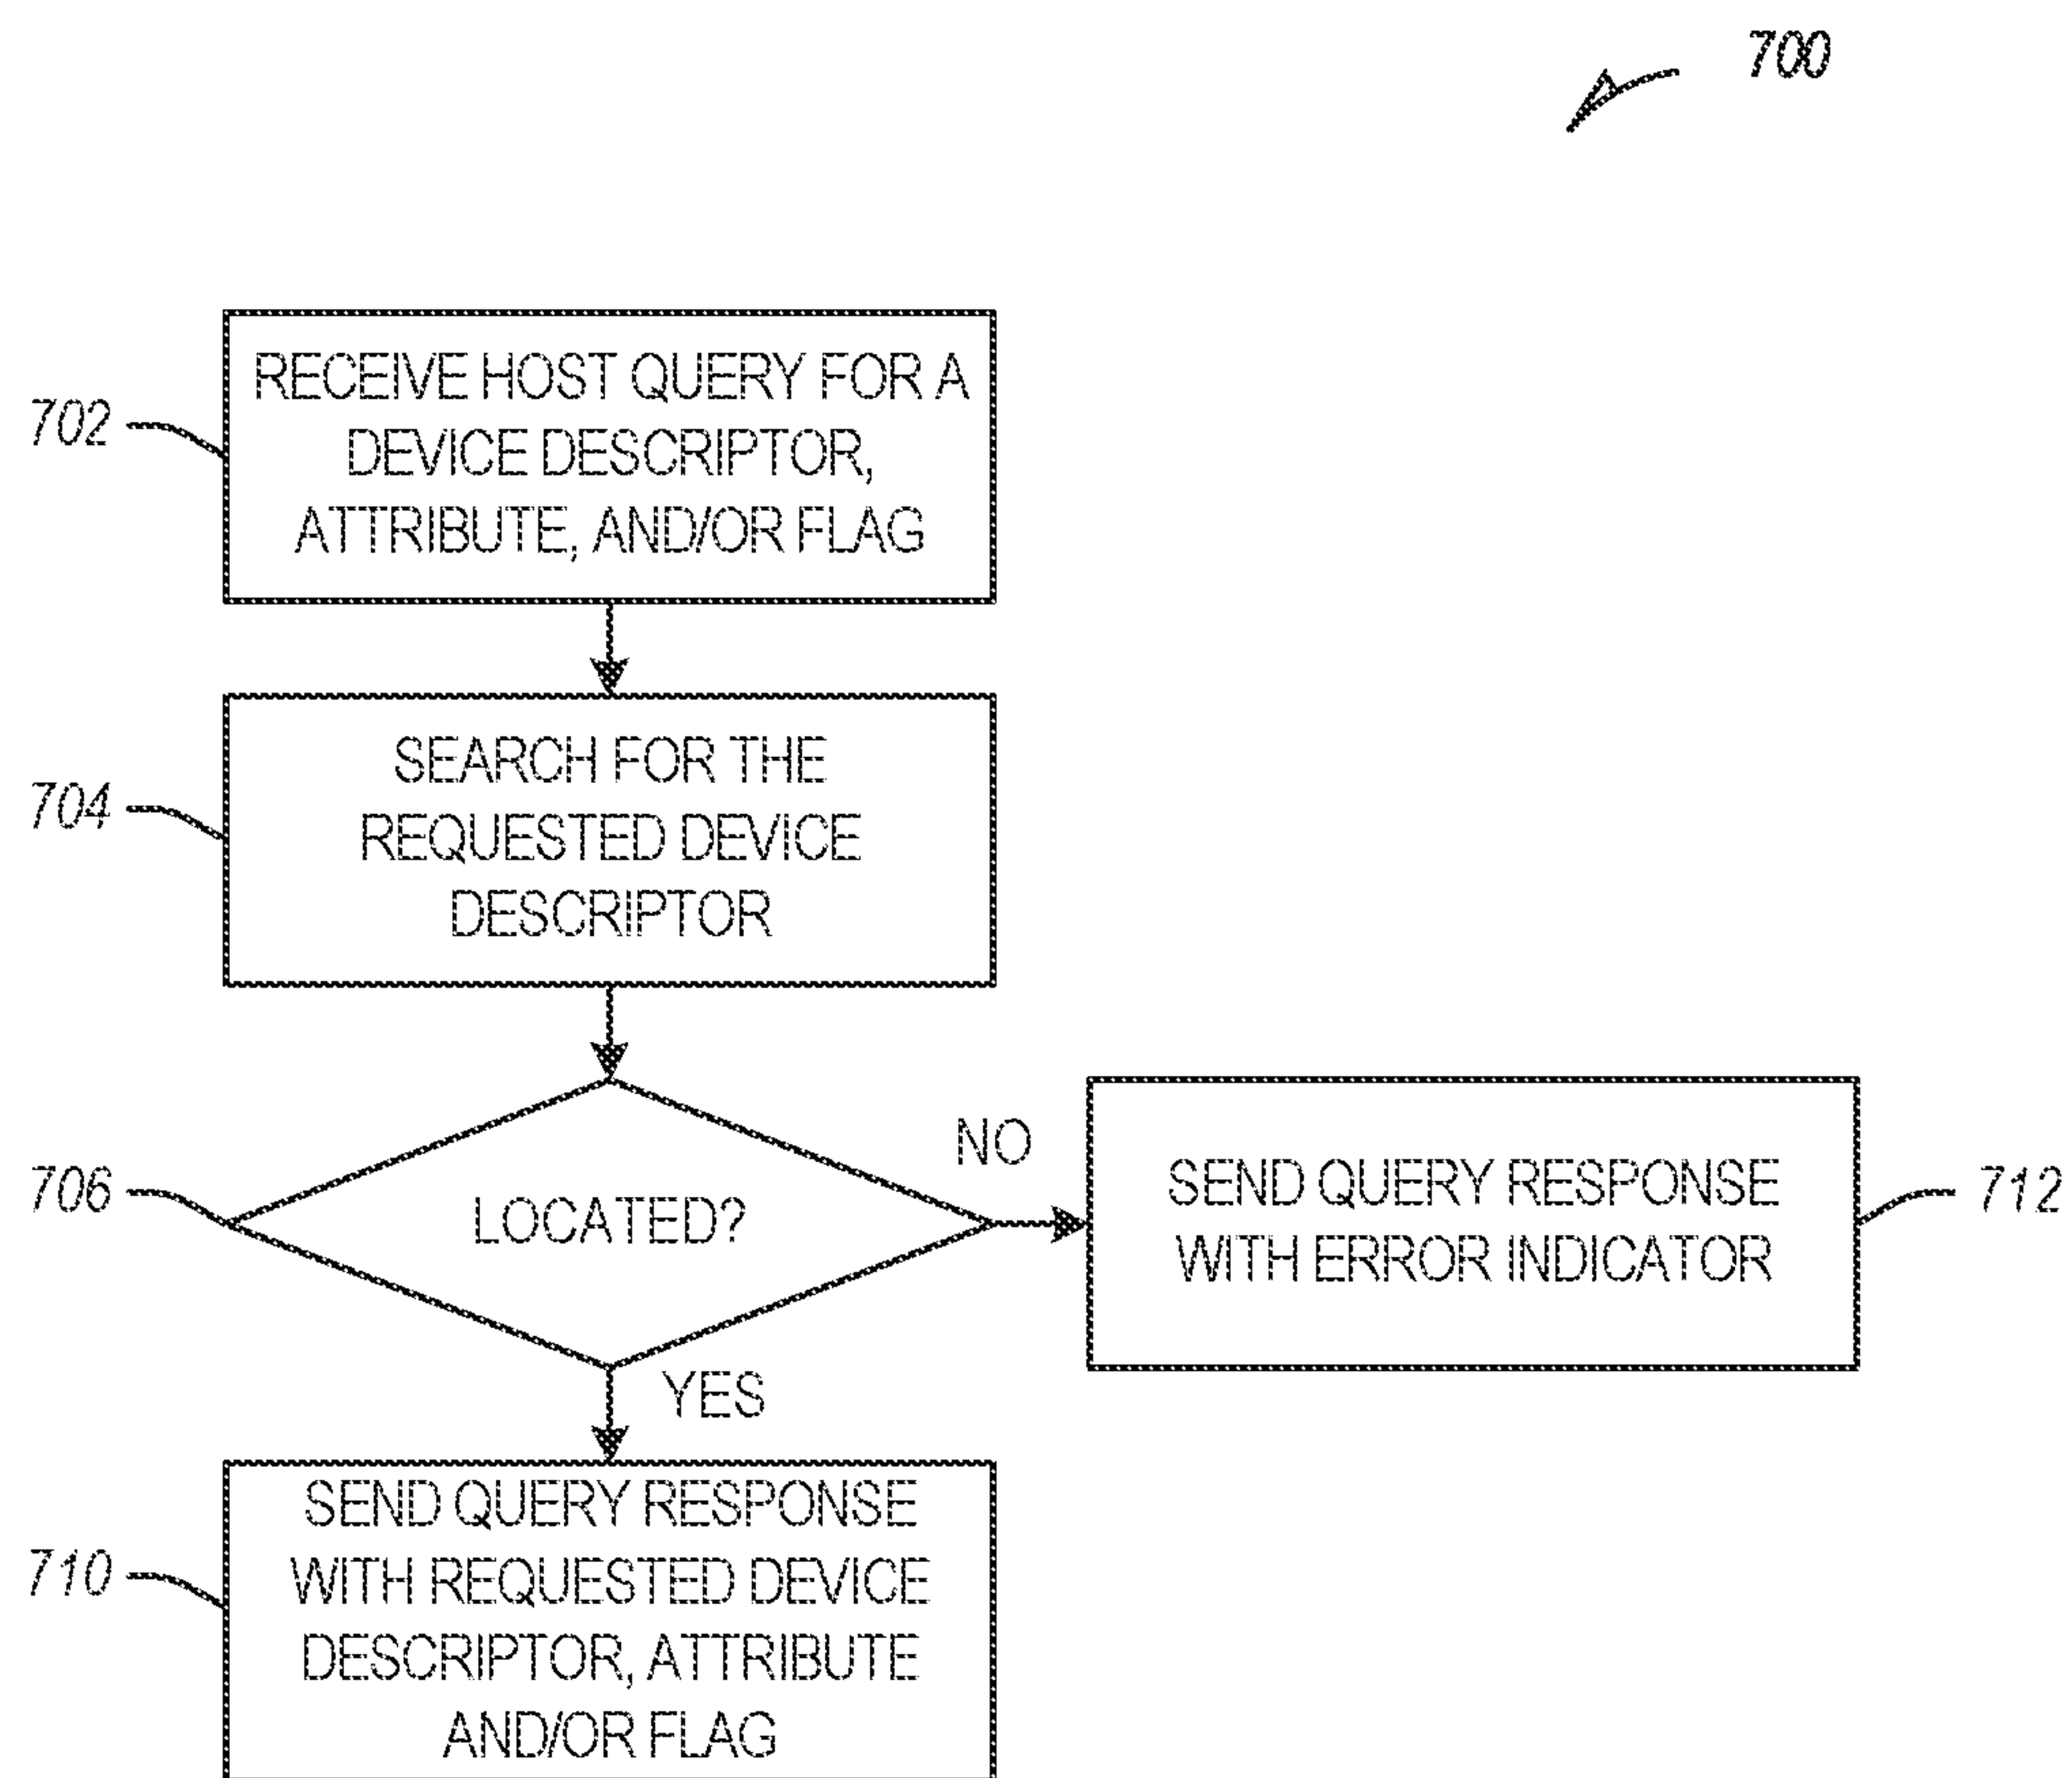 700
702
RECEIVE HOST QUERY FOR A
DEVICE DESCRIPTOR,
ATTRIBUTE, AND/OR FLAG
704
SEARCH FOR THE
REQUESTED DEVICE
DESCRIPTOR
706
LOCATED?
NO
SEND QUERY RESPONSE
WITH ERROR INDICATOR
712
YES
710
SEND QUERY RESPONSE
WITH REQUESTED DEVICE
DESCRIPTOR, ATTRIBUTE
AND/OR FLAG